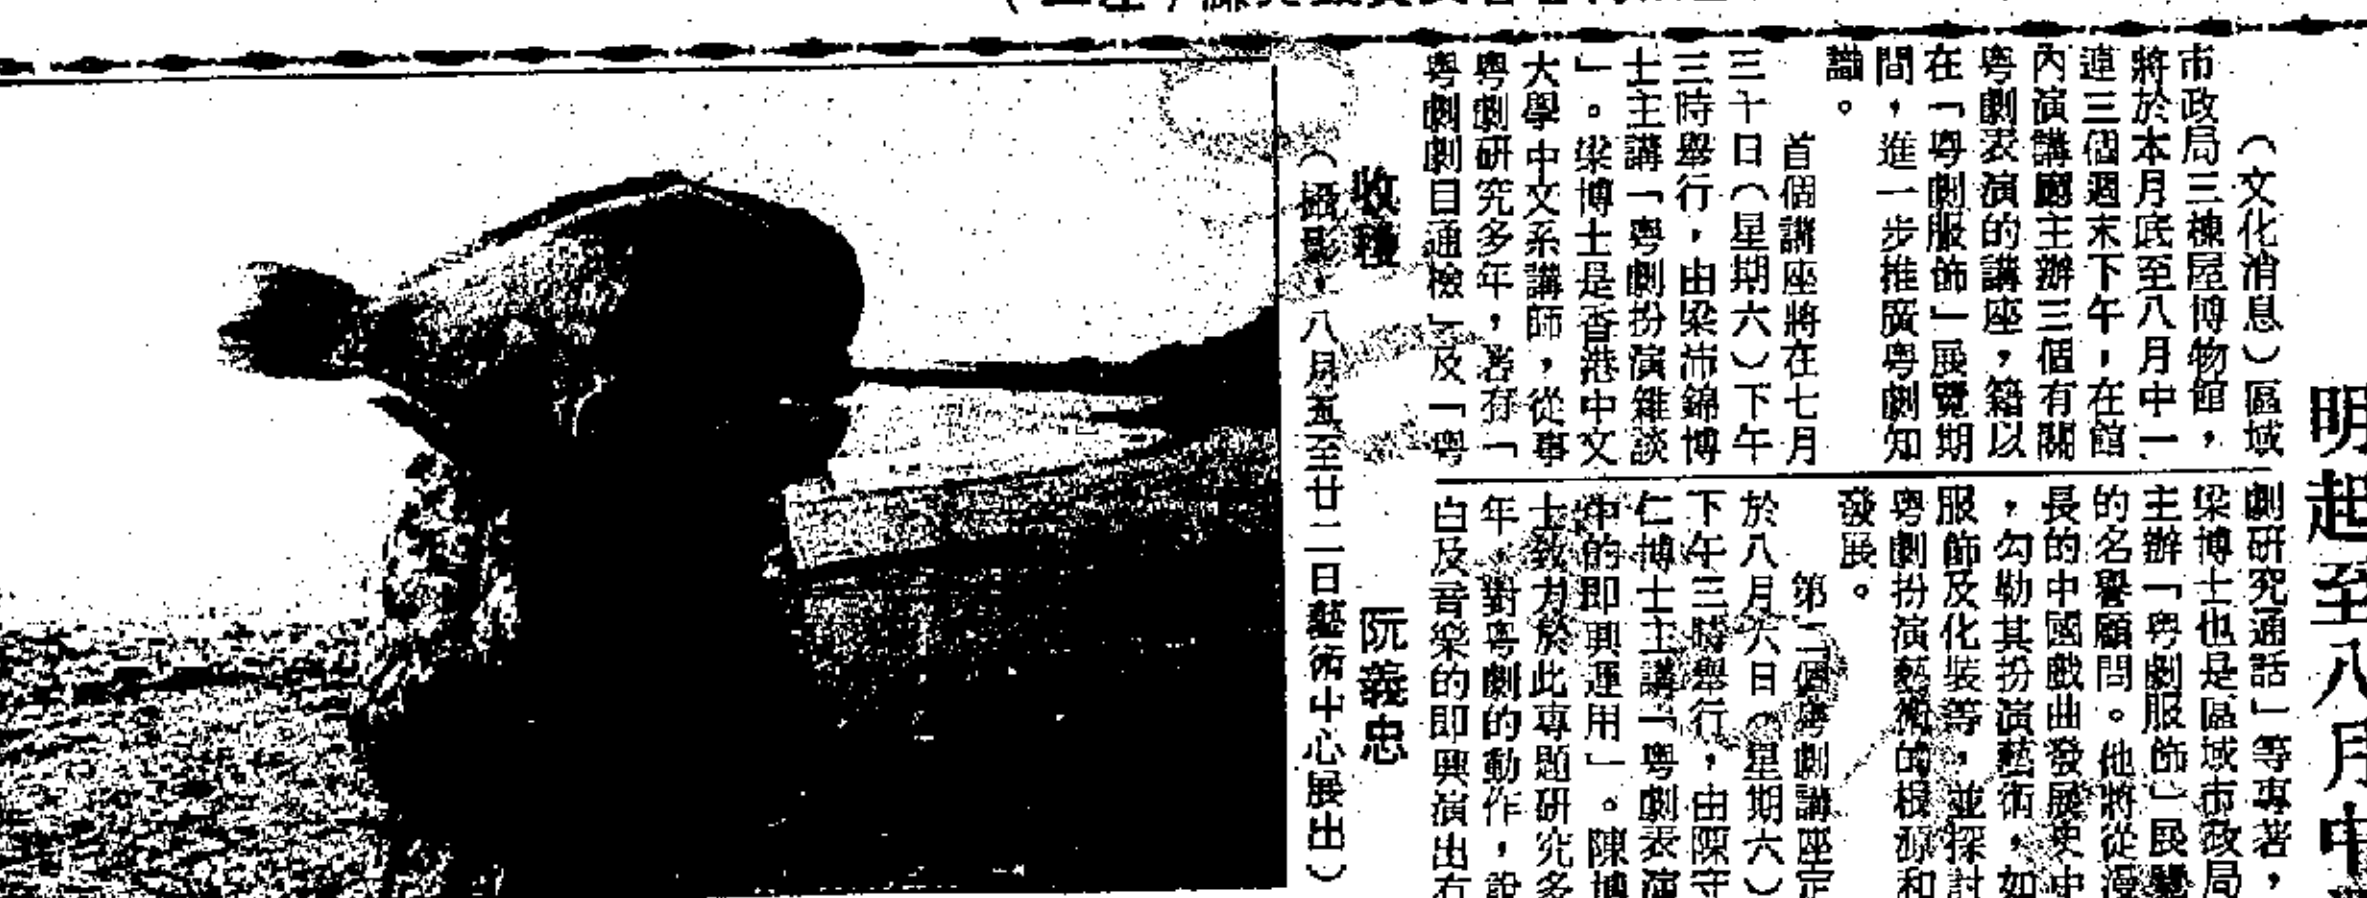 明起至八月中
(文化消息)區域
市政局三棟屋博物館，
將於本月底至八月中一
連三個週末下午，在館
內演講廳主辦三個有關
粵劇表演的講座，籍以
在「粵劇服飾」展覽期
間，進一步推廣粵劇知
識。
首個講座將在七月
三十日(星期六)下午
三時舉行，由梁沛錦博
士主講「粵劇扮演雜談
」。梁博士是香港中文
大學中文系講師，從事
粵劇研究多年，著有「
粵劇劇目通檢」及「粵
劇研究通話」等專著，
梁博士也是區域市政局
主辦「粵劇服飾」展覽
的名譽顧問。他將從漫
長的中國戲曲發展史中
，勾勒其扮演藝術，如
服飾及化裝等，並探討
粵劇扮演藝術的根源和
發展。
第二個粵劇講座定
於八月六日(星期六)
下午三時舉行，由陳守
仁博士主講「粵劇表演
中的即興運用」。陳博
士致力於此專題研究多
年，對粵劇的動作，說
白及音樂的即興演出有
收穫
阮義忠
(攝影，八月五至廿二日藝術中心展出)